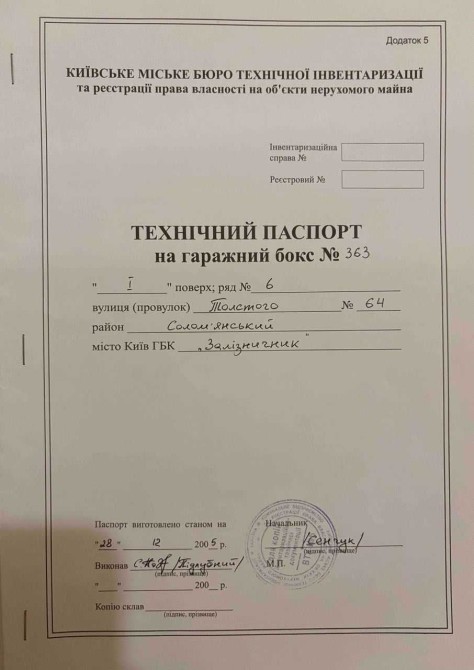 Додаток 5
КИЇВСЬКЕ МІСЬКЕ БЮРО ТЕХНІЧНОЇ ІНВЕНТАРИЗАЦІЇ
та реєстрації права власності на об'єкти нерухомого майна
Інвентаризаційна
справа №
Реєстровий №
ТЕХНІЧНИЙ ПАСПОРТ
на гаражний бокс № 363
" І " поверх; ряд № 6
вулиця (провулок) Толстого № 64
район Солом'янський
місто Київ ГБК „Залізничник"
Паспорт виготовлено станом на
"28" 12 2005 р.
Виконав /Підлубний/
(підпис, прізвище)
" " 200 р.
Копію склав
(підпис, прізвище)
Начальник
/Сенчук/
(підпис, прізвище)
М.П.